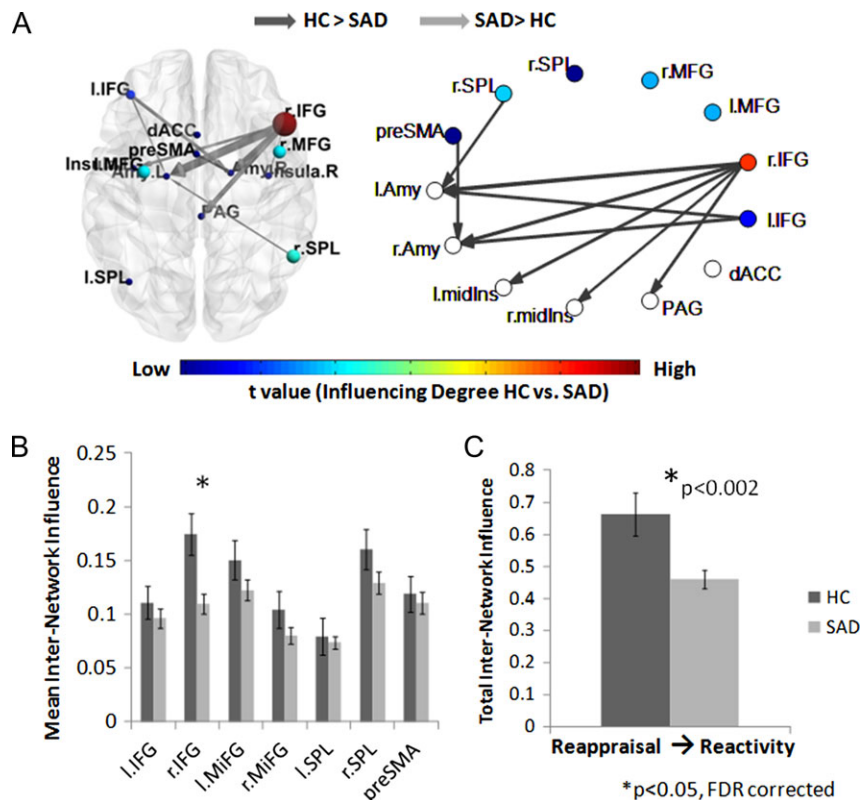 A
HC > SAD
SAD> HC
l.IFG
r.IFG
dACC
preSMA
r.MFG
l.MFG
Amy.L
Amy.R
Insula.R
PAG
r.SPL
l.SPL
r.SPL
r.SPL
r.MFG
l.MFG
preSMA
r.IFG
l.Amy
l.IFG
r.Amy
dACC
l.midIns
r.midIns
PAG
Low
High
t value (Influencing Degree HC vs. SAD)
B
Mean Inter-Network Influence
0.25
0.2
0.15
0.1
0.05
0
*
l.IFG
r.IFG
l.MiFG
r.MiFG
l.SPL
r.SPL
preSMA
C
Total Inter-Network Influence
0.8
0.7
0.6
0.5
0.4
0.3
0.2
0.1
0
* p<0.002
HC
SAD
Reappraisal → Reactivity
*p<0.05, FDR corrected